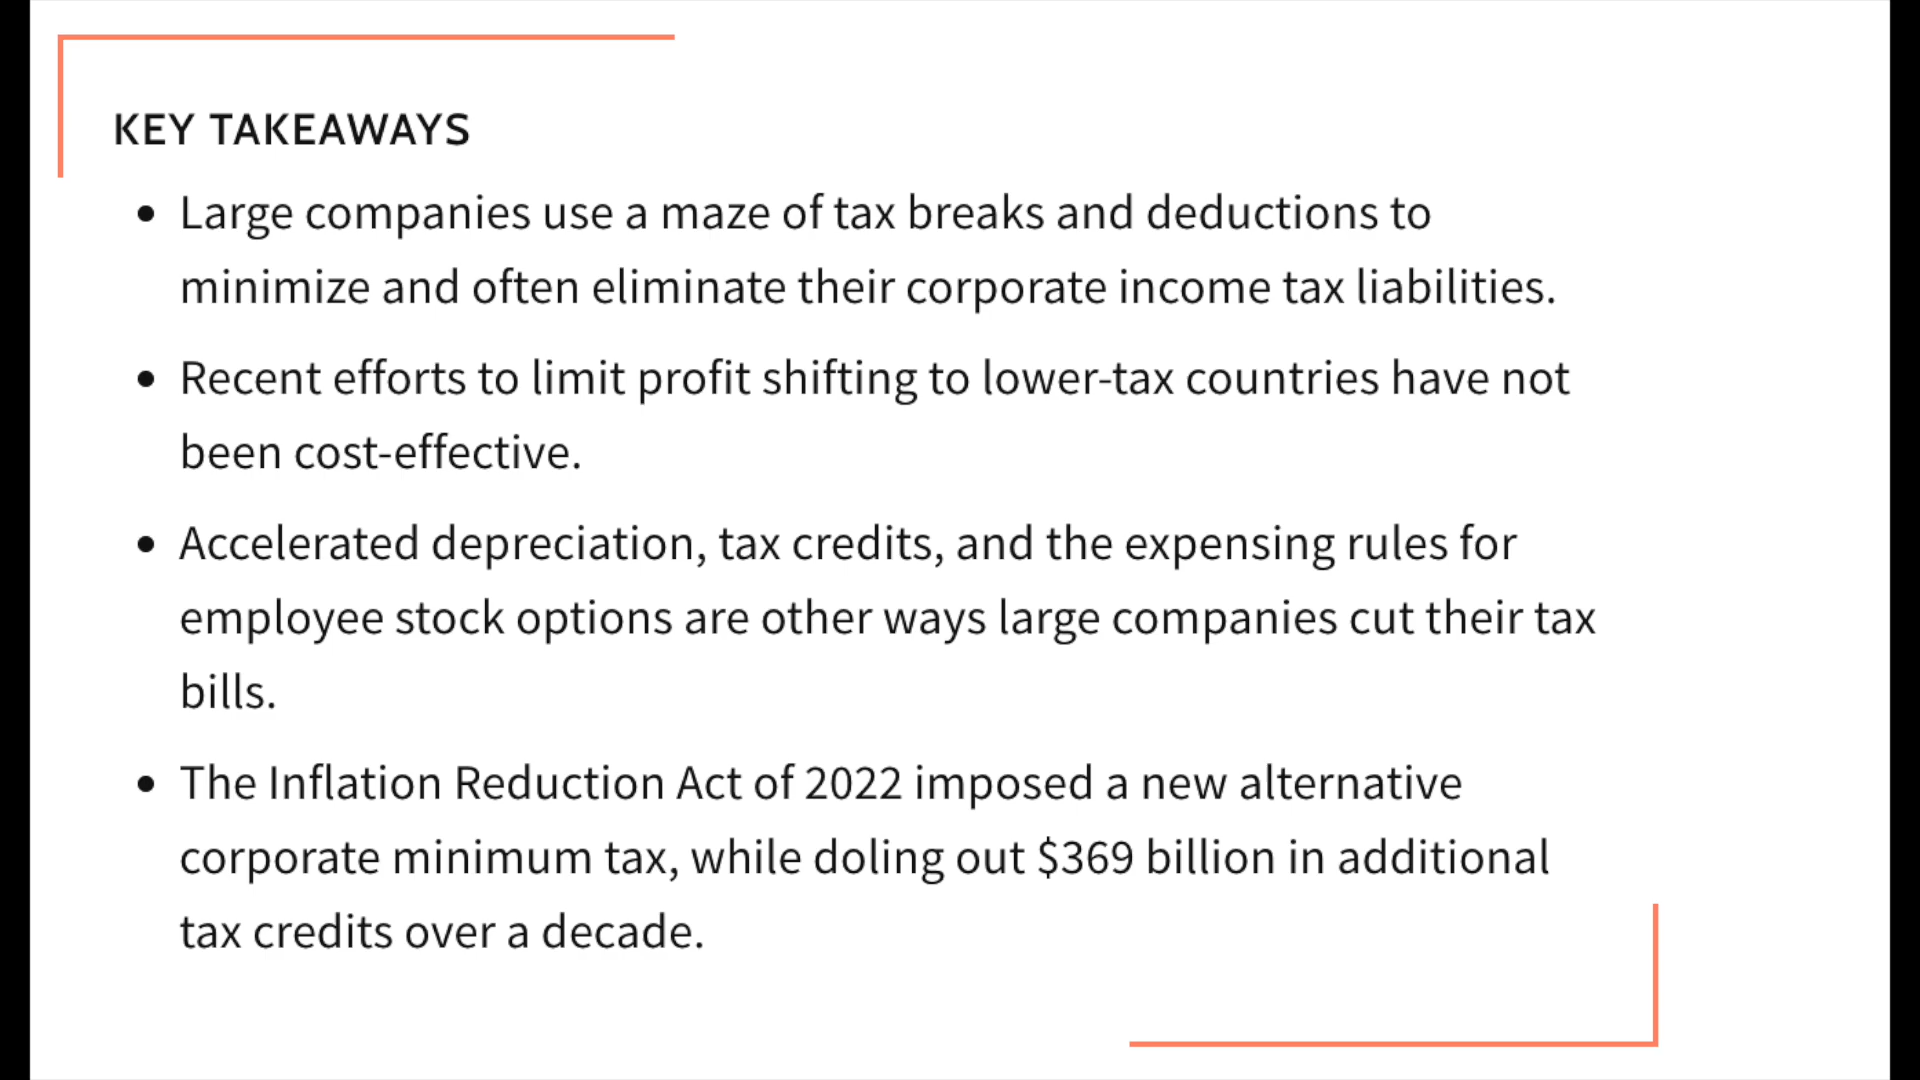 KEY TAKEAWAYS
• Large companies use a maze of tax breaks and deductions to
minimize and often eliminate their corporate income tax liabilities.
• Recent efforts to limit profit shifting to lower-tax countries have not
been cost-effective.
• Accelerated depreciation, tax credits, and the expensing rules for
employee stock options are other ways large companies cut their tax
bills.
• The Inflation Reduction Act of 2022 imposed a new alternative
corporate minimum tax, while doling out $369 billion in additional
tax credits over a decade.